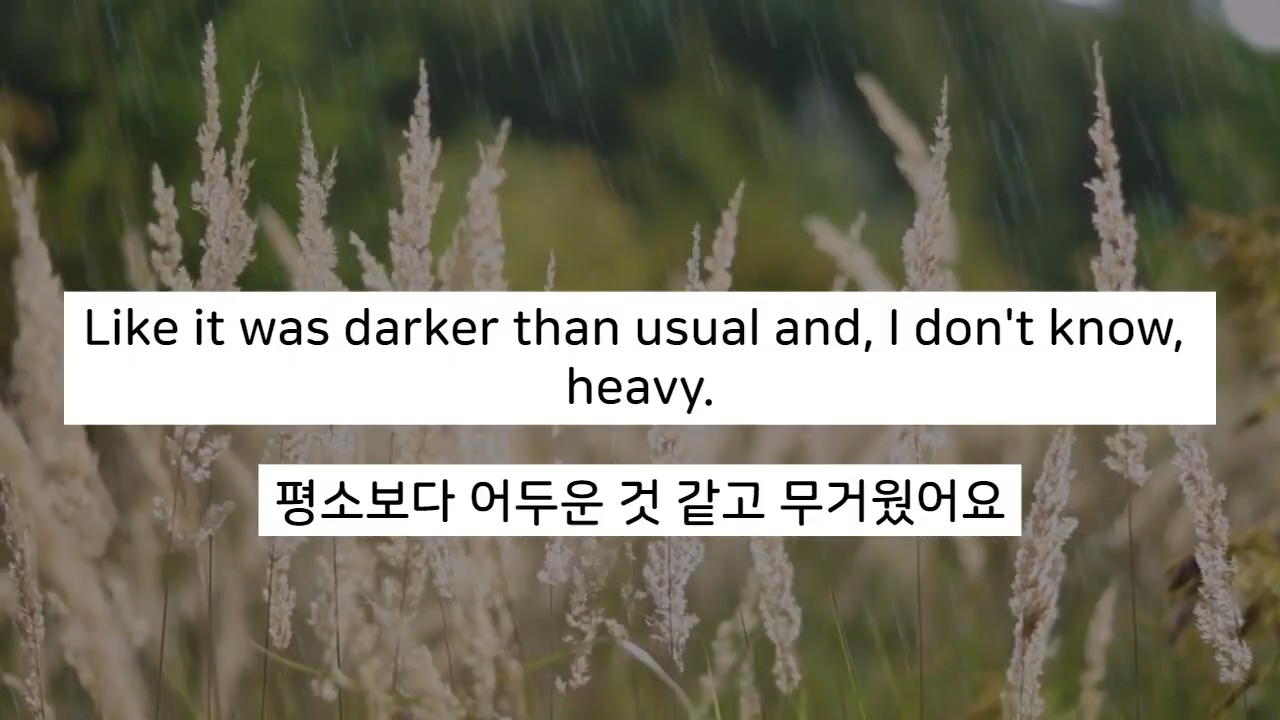 Like it was darker than usual and, I don't know,
heavy.
평소보다 어두운 것 같고 무거웠어요